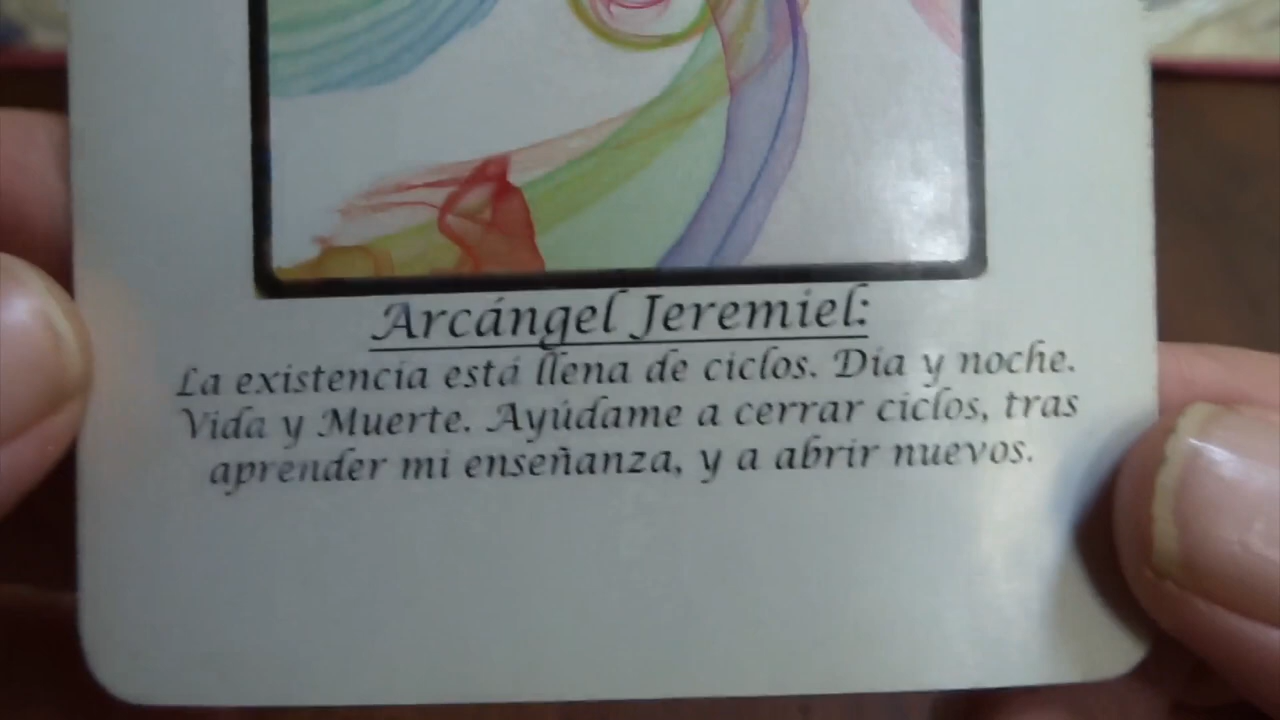 Arcángel Jeremiel:
La existencia está llena de ciclos. Día y noche.
Vida y Muerte. Ayúdame a cerrar ciclos, tras
aprender mi enseñanza, y a abrir nuevos.